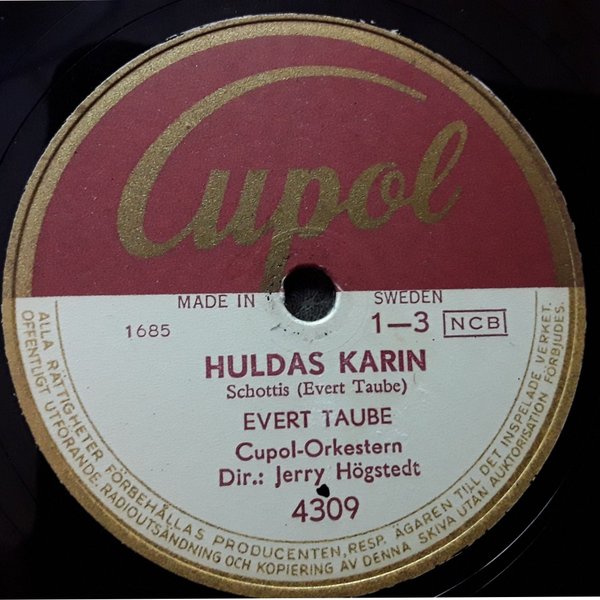 Cupol
MADE IN SWEDEN
1685 1—3 NCB
HULDAS KARIN
Schottis (Evert Taube)
EVERT TAUBE
Cupol-Orkestern
Dir.: Jerry Högstedt
4309
ALLA RÄTTIGHETER FÖRBEHÅLLAS PRODUCENTEN, RESP. ÄGAREN TILL DET INSPELADE VERKET.
OFFENTLIGT UTFÖRANDE, RADIOUTSÄNDNING OCH KOPIERING AV DENNA SKIVA UTAN AUKTORISATION FÖRBJUDES.